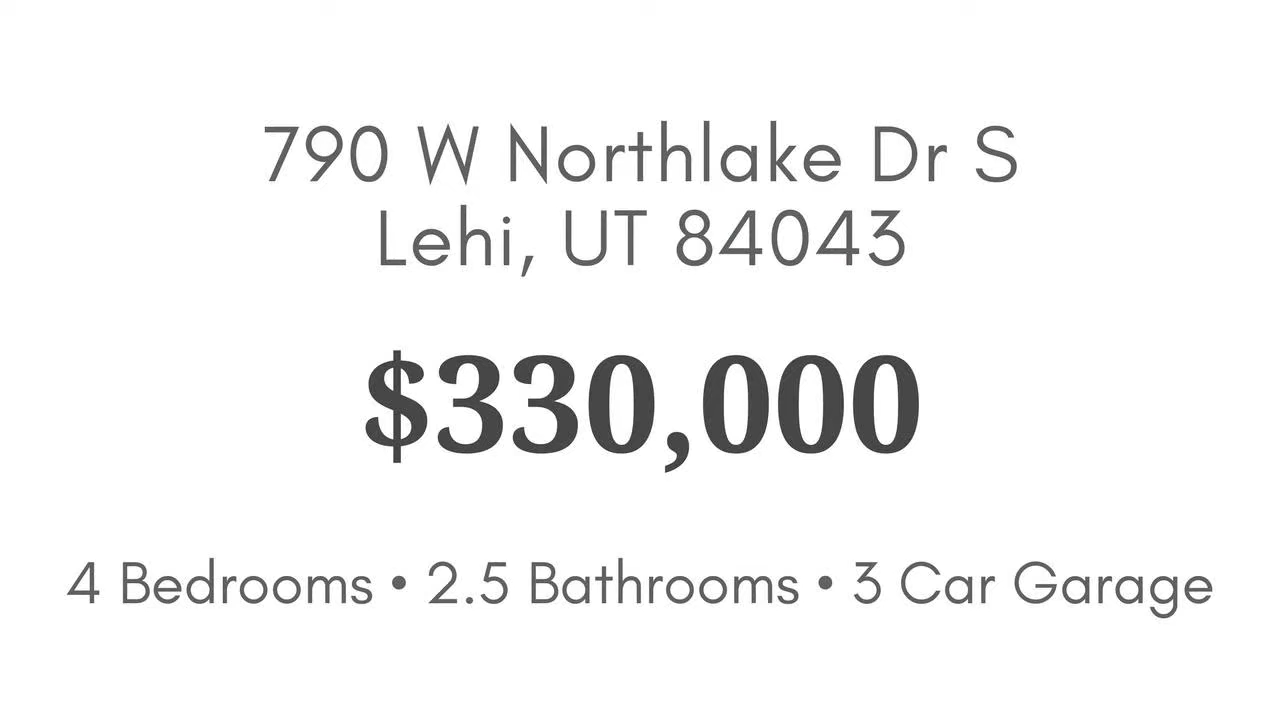 790 W Northlake Dr S
Lehi, UT 84043
$330,000
4 Bedrooms • 2.5 Bathrooms • 3 Car Garage